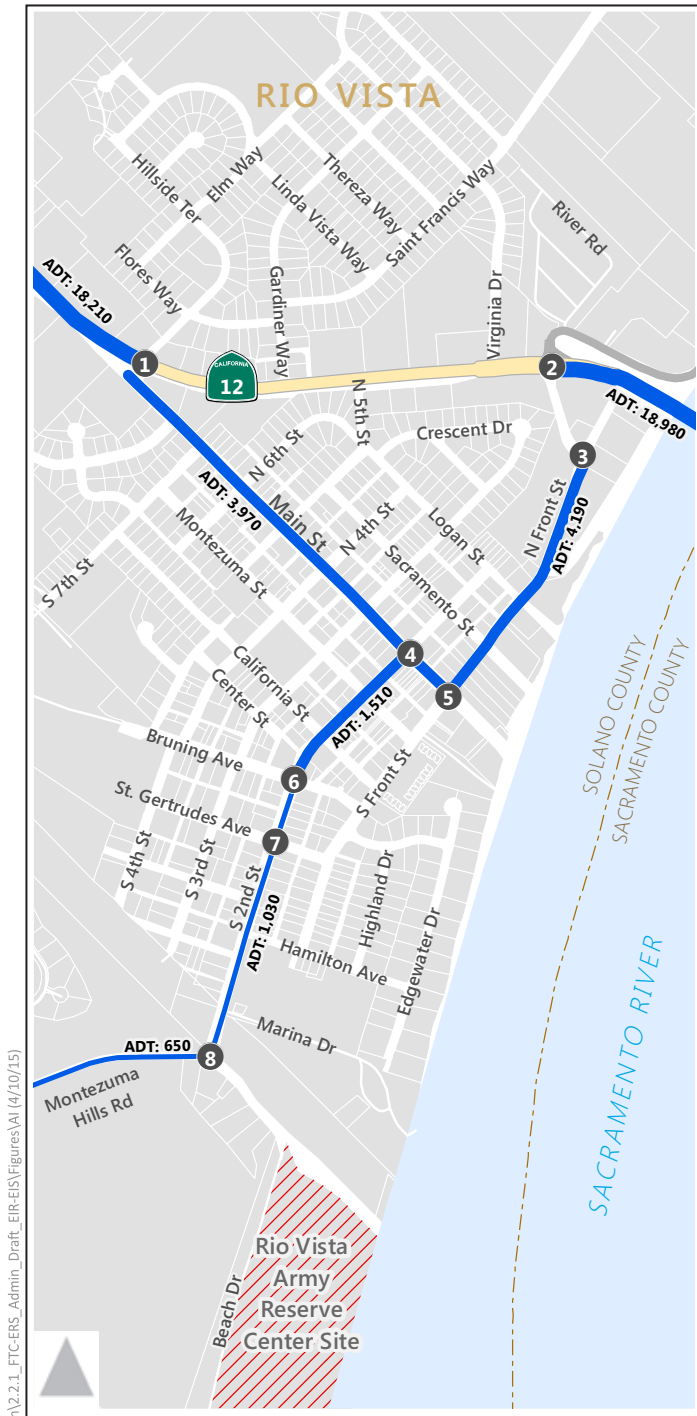 RIO VISTA
Hillside Ter
Elm Way
Thereza Way
Linda Vista Way
Saint Francis Way
River Rd
Flores Way
Gardiner Way
Virginia Dr
ADT: 18,210
1
CALIFORNIA
12
2
ADT: 18,980
N 5th St
Crescent Dr
3
N 6th St
ADT: 3,970
Main St
N 4th St
Logan St
N Front St
ADT: 4,190
Montezuma St
Sacramento St
S 7th St
4
5
California St
Center St
ADT: 1,510
SOLANO COUNTY
SACRAMENTO COUNTY
Bruning Ave
6
S Front St
St. Gertrudes Ave
7
S 4th St
S 3rd St
S 2nd St
ADT: 1,030
Highland Dr
Hamilton Ave
Edgewater Dr
SACRAMENTO RIVER
ADT: 650
8
Marina Dr
Montezuma
Hills Rd
Beach Dr
Rio Vista
Army
Reserve
Center Site
\2.2.1_FTC-ERS_Admin_Draft_EIR-EIS\Figures\AI (4/10/15)